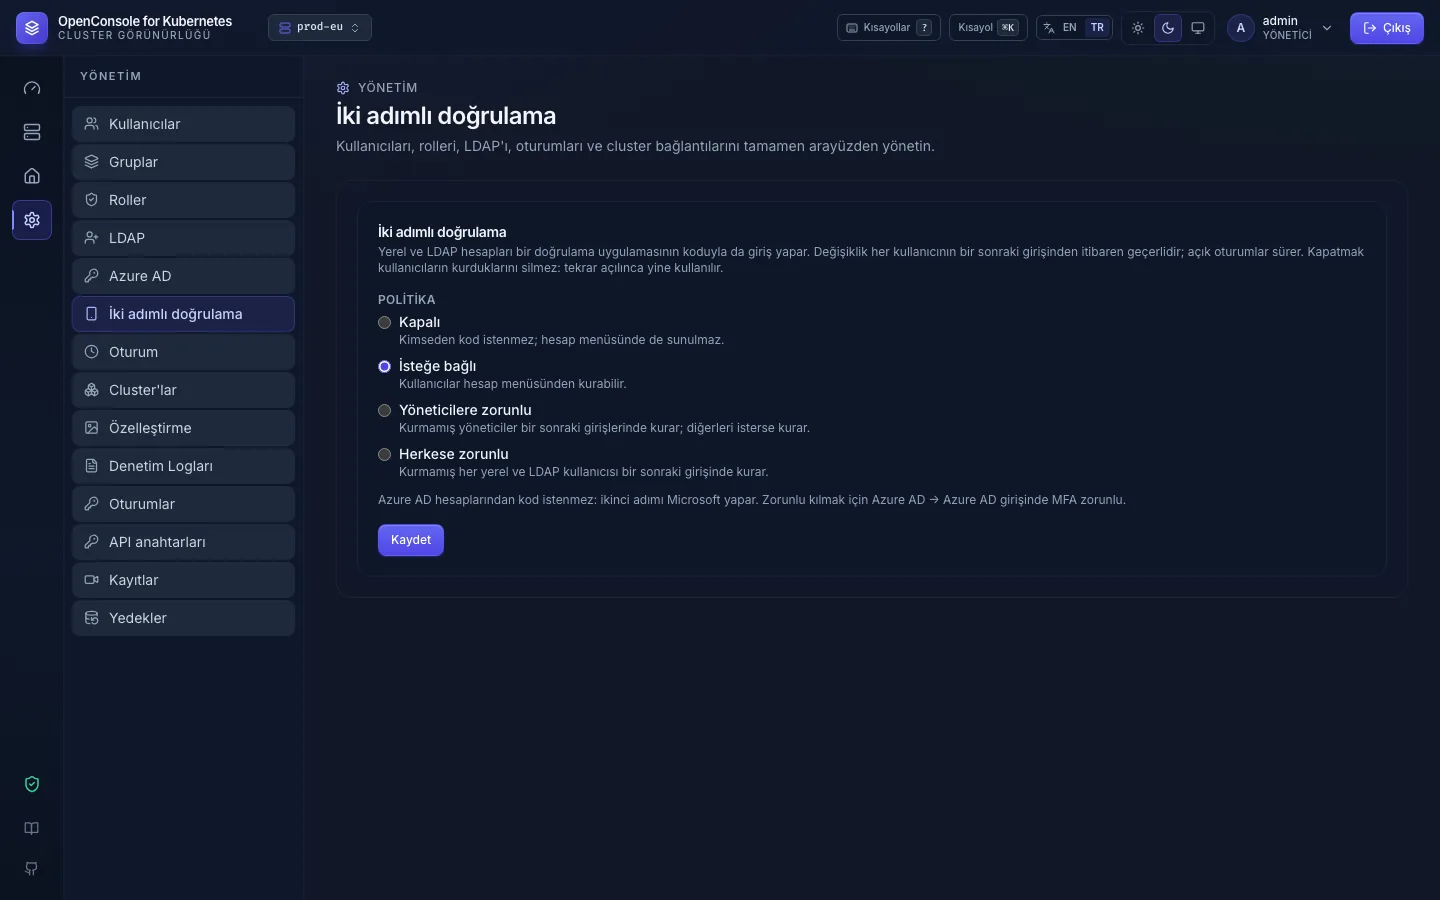 OpenConsole for Kubernetes
CLUSTER GÖRÜNÜRLÜĞÜ
prod-eu
Kısayollar ?
Kısayol ⌘K
EN TR
A
admin
YÖNETİCİ
Çıkış
YÖNETİM
Kullanıcılar
Gruplar
Roller
LDAP
Azure AD
İki adımlı doğrulama
Oturum
Cluster'lar
Özelleştirme
Denetim Logları
Oturumlar
API anahtarları
Kayıtlar
Yedekler
YÖNETİM
İki adımlı doğrulama
Kullanıcıları, rolleri, LDAP'ı, oturumları ve cluster bağlantılarını tamamen arayüzden yönetin.
İki adımlı doğrulama
Yerel ve LDAP hesapları bir doğrulama uygulamasının koduyla da giriş yapar. Değişiklik her kullanıcının bir sonraki girişinden itibaren geçerlidir; açık oturumlar sürer. Kapatmak
kullanıcıların kurduklarını silmez: tekrar açılınca yine kullanılır.
POLİTİKA
Kapalı
Kimseden kod istenmez; hesap menüsünde de sunulmaz.
İsteğe bağlı
Kullanıcılar hesap menüsünden kurabilir.
Yöneticilere zorunlu
Kurmamış yöneticiler bir sonraki girişlerinde kurar; diğerleri isterse kurar.
Herkese zorunlu
Kurmamış her yerel ve LDAP kullanıcısı bir sonraki girişinde kurar.
Azure AD hesaplarından kod istenmez: ikinci adımı Microsoft yapar. Zorunlu kılmak için Azure AD → Azure AD girişinde MFA zorunlu.
Kaydet